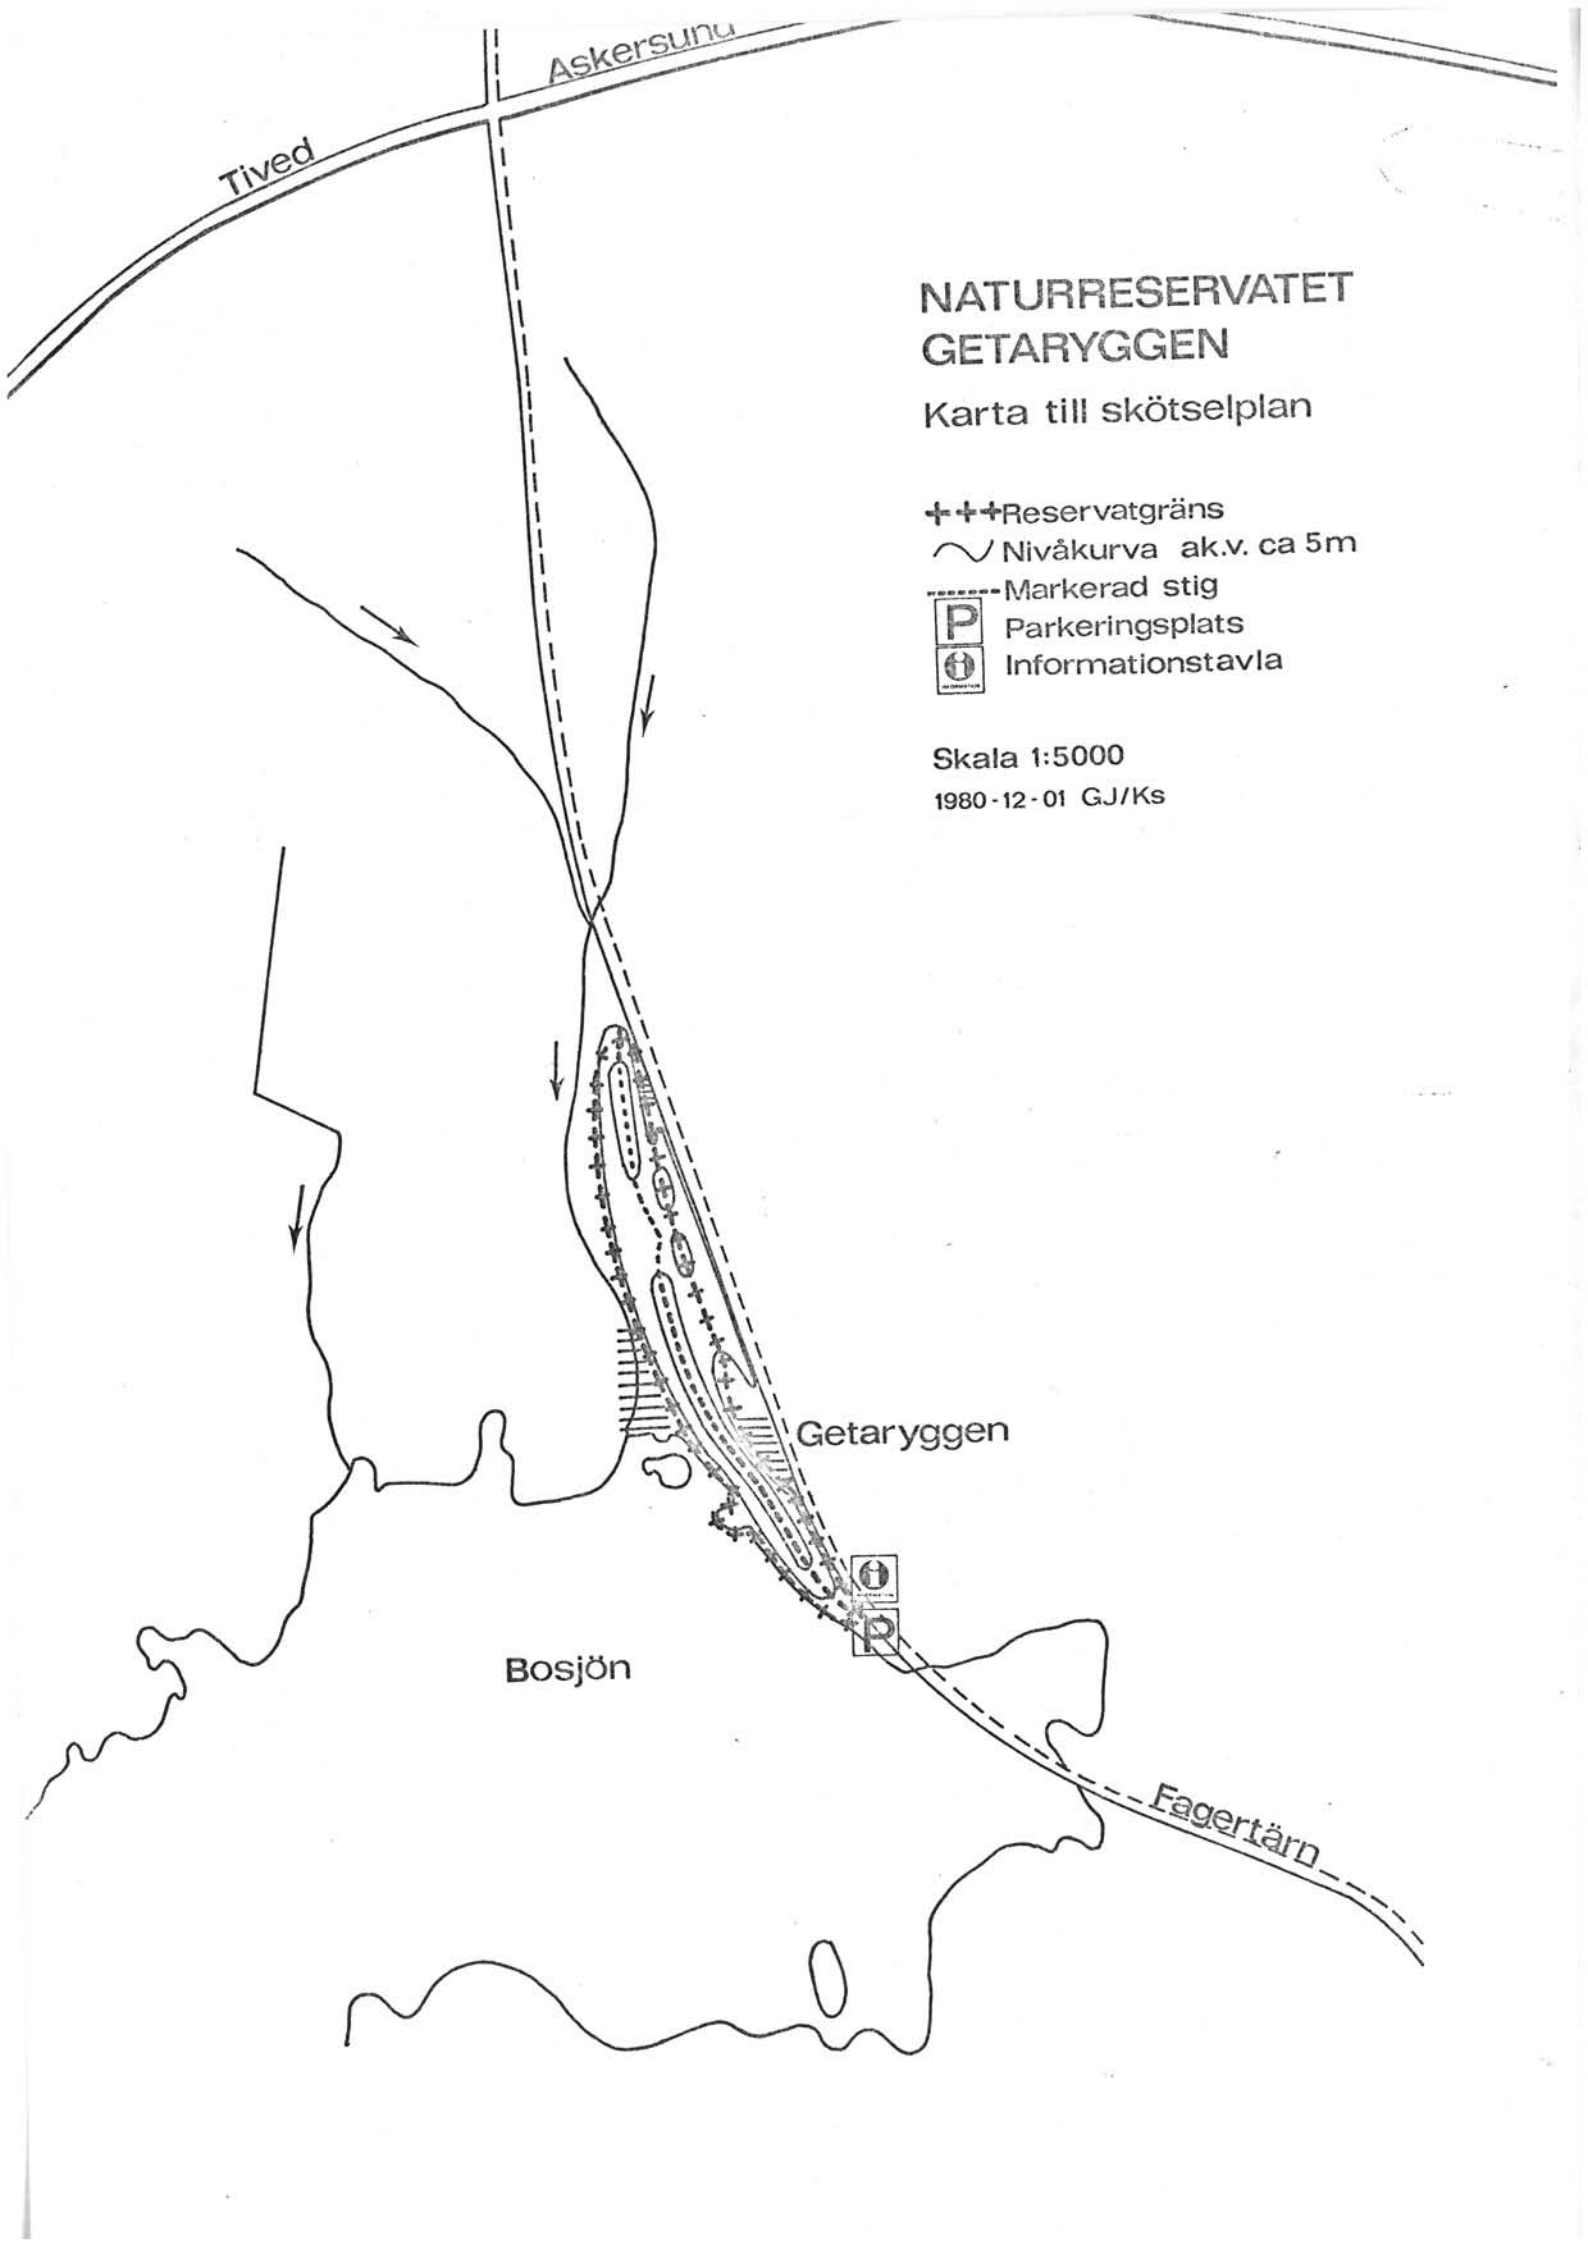 Askersund
Tived
NATURRESERVATET
GETARYGGEN
Karta till skötselplan
+++Reservatgräns
Nivåkurva ak.v. ca 5m
Markerad stig
P Parkeringsplats
i Informationstavla
INFORMATION
Skala 1:5000
1980-12-01 GJ/Ks
Getaryggen
i
P
Bosjön
Fagertärn